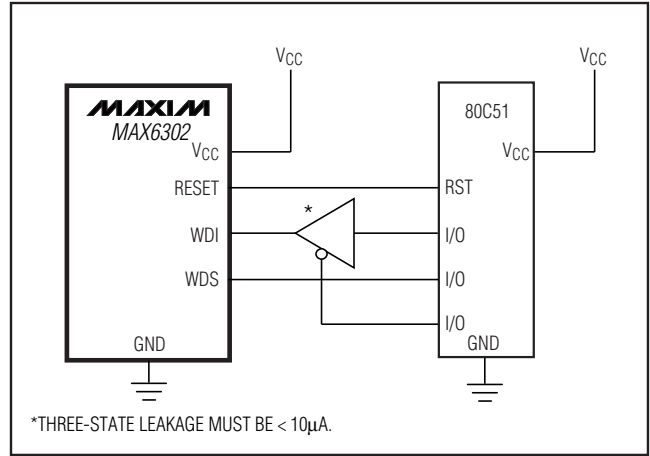 VCC
VCC
MAXIM
MAX6302
80C51
VCC
VCC
RESET
RST
*
WDI
I/O
WDS
I/O
I/O
GND
GND
*THREE-STATE LEAKAGE MUST BE < 10µA.